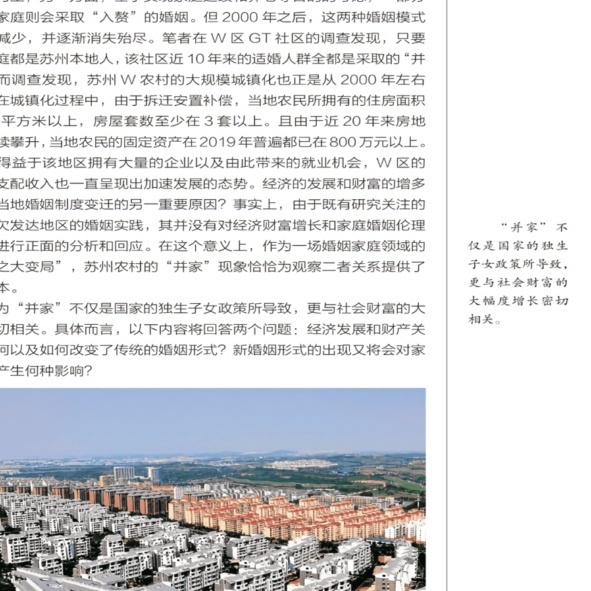 家庭则会采取“入赘”的婚姻。但 2000 年之后，这两种婚姻模式
减少，并逐渐消失殆尽。笔者在 W 区 GT 社区的调查发现，只要
庭都是苏州本地人，该社区近 10 年来的适婚人群全都是采取的“并
而调查发现，苏州 W 农村的大规模城镇化也正是从 2000 年左右
在城镇化过程中，由于拆迁安置补偿，当地农民所拥有的住房面积
平方米以上，房屋套数至少在 3 套以上。且由于近 20 年来房地
续攀升，当地农民的固定资产在 2019 年普遍都已在 800 万元以上。
得益于该地区拥有大量的企业以及由此带来的就业机会，W 区的
支配收入也一直呈现出加速发展的态势。经济的发展和财富的增多
当地婚姻制度变迁的另一重要原因？事实上，由于既有研究关注的
欠发达地区的婚姻实践，其并没有对经济财富增长和家庭婚姻伦理
进行正面的分析和回应。在这个意义上，作为一场婚姻家庭领域的
之大变局”，苏州农村的“并家”现象恰恰为观察二者关系提供了
本。
为“并家”不仅是国家的独生子女政策所导致，更与社会财富的大
切相关。具体而言，以下内容将回答两个问题：经济发展和财产关
何以及如何改变了传统的婚姻形式？新婚姻形式的出现又将会对家
产生何种影响？
“并家”不
仅是国家的独生
子女政策所导致，
更与社会财富的
大幅度增长密切
相关。